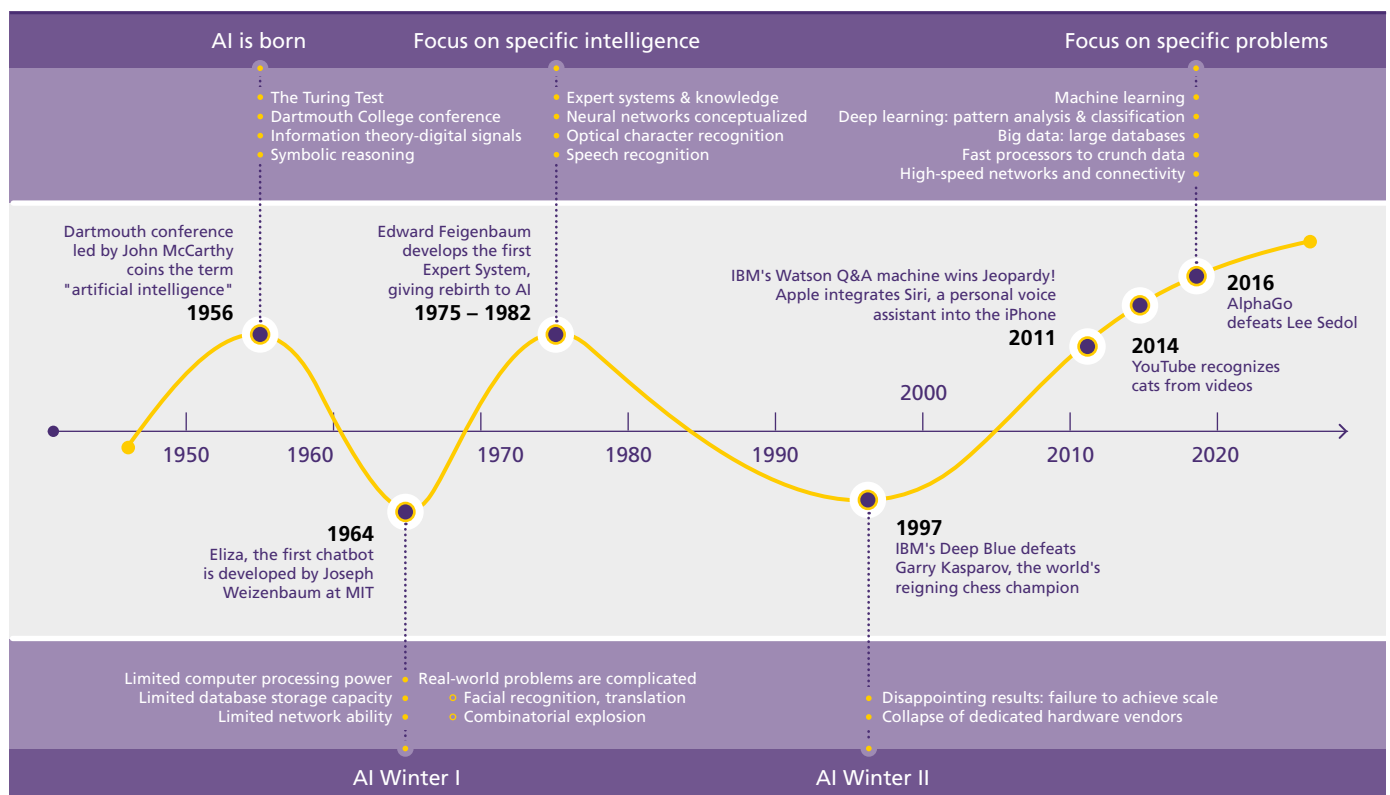 AI is born
Focus on specific intelligence
Focus on specific problems
The Turing Test
Dartmouth College conference
Information theory-digital signals
Symbolic reasoning
Expert systems & knowledge
Neural networks conceptualized
Optical character recognition
Speech recognition
Machine learning
Deep learning: pattern analysis & classification
Big data: large databases
Fast processors to crunch data
High-speed networks and connectivity
Dartmouth conference
led by John McCarthy
coins the term
"artificial intelligence"
1956
Edward Feigenbaum
develops the first
Expert System,
giving rebirth to AI
1975 – 1982
IBM's Watson Q&A machine wins Jeopardy!
Apple integrates Siri, a personal voice
assistant into the iPhone
2011
2016
AlphaGo
defeats Lee Sedol
2014
YouTube recognizes
cats from videos
2000
1950
1960
1970
1980
1990
2010
2020
1964
Eliza, the first chatbot
is developed by Joseph
Weizenbaum at MIT
1997
IBM's Deep Blue defeats
Garry Kasparov, the world's
reigning chess champion
Limited computer processing power
Limited database storage capacity
Limited network ability
Real-world problems are complicated
Facial recognition, translation
Combinatorial explosion
Disappointing results: failure to achieve scale
Collapse of dedicated hardware vendors
AI Winter I
AI Winter II